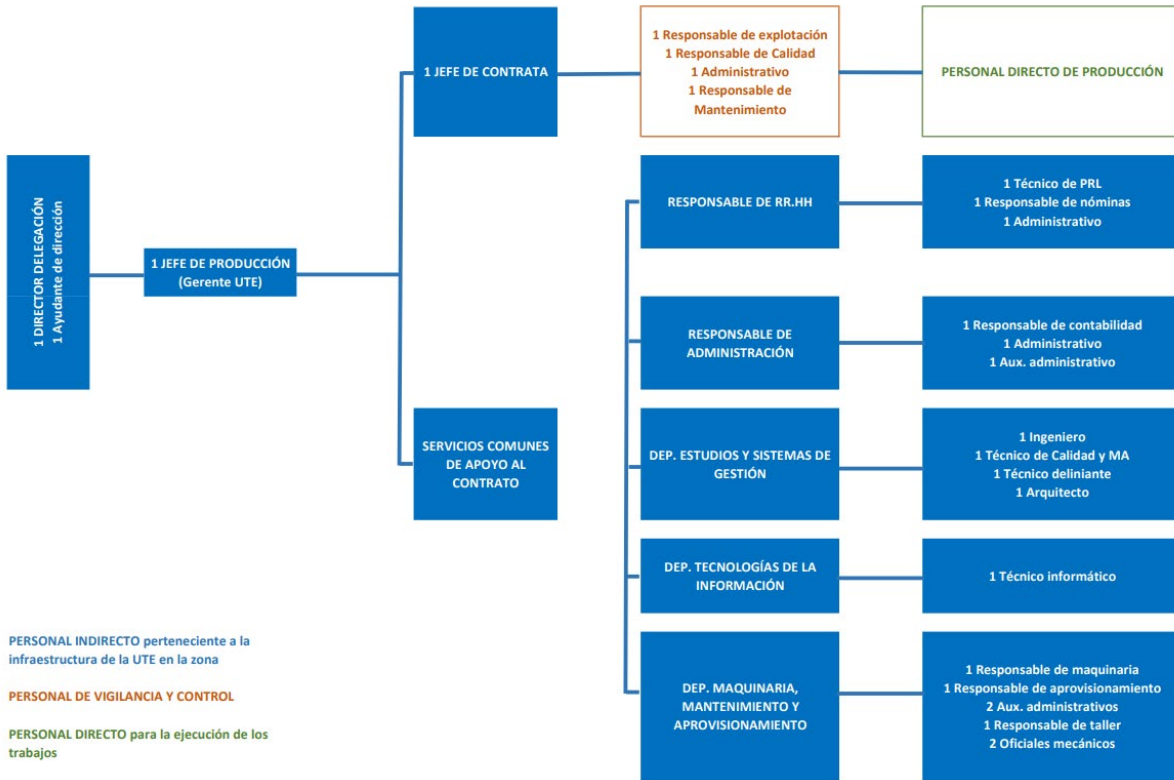 1 Responsable de explotación
1 Responsable de Calidad
1 Administrativo
1 Responsable de
Mantenimiento
1 JEFE DE CONTRATA
PERSONAL DIRECTO DE PRODUCCIÓN
1 DIRECTOR DELEGACIÓN
1 Ayudante de dirección
1 JEFE DE PRODUCCIÓN
(Gerente UTE)
RESPONSABLE DE RR.HH
1 Técnico de PRL
1 Responsable de nóminas
1 Administrativo
RESPONSABLE DE
ADMINISTRACIÓN
1 Responsable de contabilidad
1 Administrativo
1 Aux. administrativo
SERVICIOS COMUNES
DE APOYO AL
CONTRATO
DEP. ESTUDIOS Y SISTEMAS DE
GESTIÓN
1 Ingeniero
1 Técnico de Calidad y MA
1 Técnico deliniante
1 Arquitecto
DEP. TECNOLOGÍAS DE LA
INFORMACIÓN
1 Técnico informático
DEP. MAQUINARIA,
MANTENIMIENTO Y
APROVISIONAMIENTO
1 Responsable de maquinaria
1 Responsable de aprovisionamiento
2 Aux. administrativos
1 Responsable de taller
2 Oficiales mecánicos
PERSONAL INDIRECTO perteneciente a la
infraestructura de la UTE en la zona
PERSONAL DE VIGILANCIA Y CONTROL
PERSONAL DIRECTO para la ejecución de los
trabajos